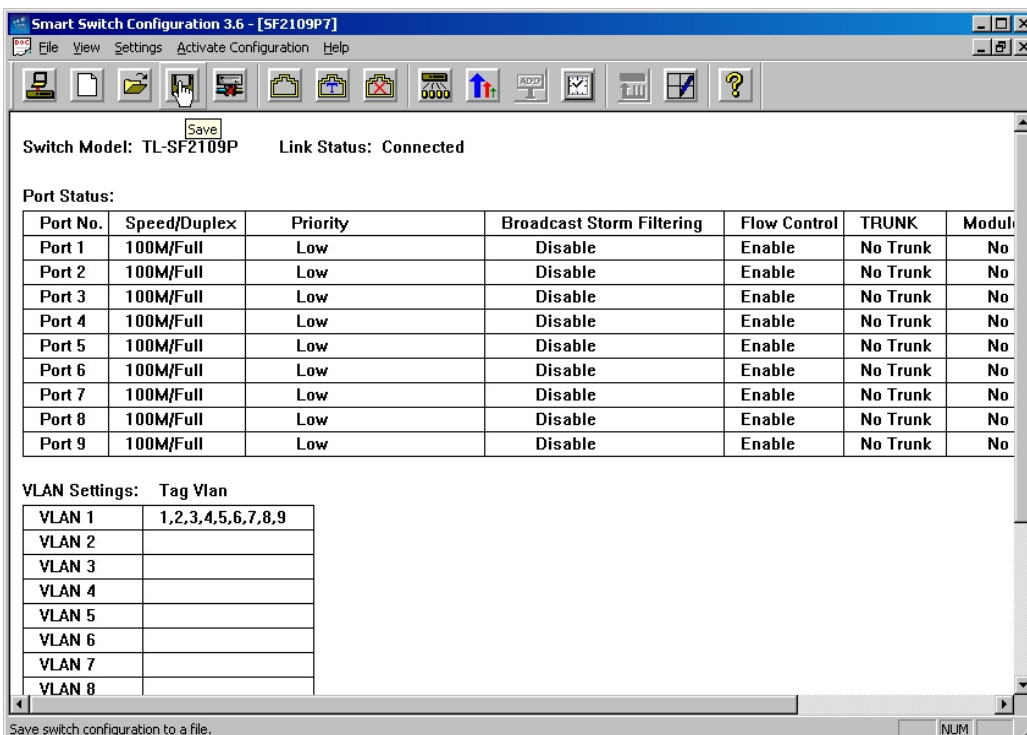 Smart Switch Configuration 3.6 - [SF2109P7]
File View Settings Activate Configuration Help
ADD
Save
Switch Model: TL-SF2109P Link Status: Connected
Port Status:
Port No. Speed/Duplex Priority Broadcast Storm Filtering Flow Control TRUNK Modul
Port 1 100M/Full Low Disable Enable No Trunk No
Port 2 100M/Full Low Disable Enable No Trunk No
Port 3 100M/Full Low Disable Enable No Trunk No
Port 4 100M/Full Low Disable Enable No Trunk No
Port 5 100M/Full Low Disable Enable No Trunk No
Port 6 100M/Full Low Disable Enable No Trunk No
Port 7 100M/Full Low Disable Enable No Trunk No
Port 8 100M/Full Low Disable Enable No Trunk No
Port 9 100M/Full Low Disable Enable No Trunk No
VLAN Settings: Tag Vlan
VLAN 1 1,2,3,4,5,6,7,8,9
VLAN 2
VLAN 3
VLAN 4
VLAN 5
VLAN 6
VLAN 7
VLAN 8
Save switch configuration to a file. NUM